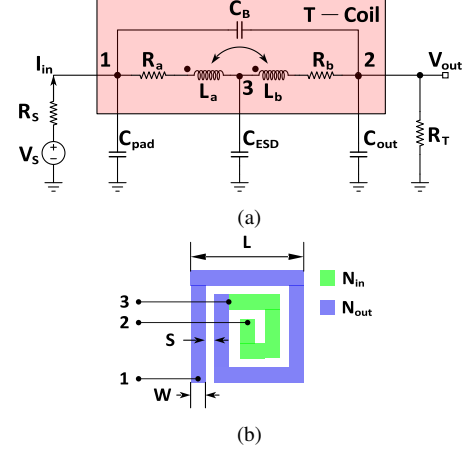 C_B
T – Coil
I_in
1
R_a
L_a
3
L_b
R_b
2
V_out
R_S
V_S
+
−
C_pad
C_ESD
C_out
R_T
(a)
L
N_in
N_out
3
2
S
1
W
(b)